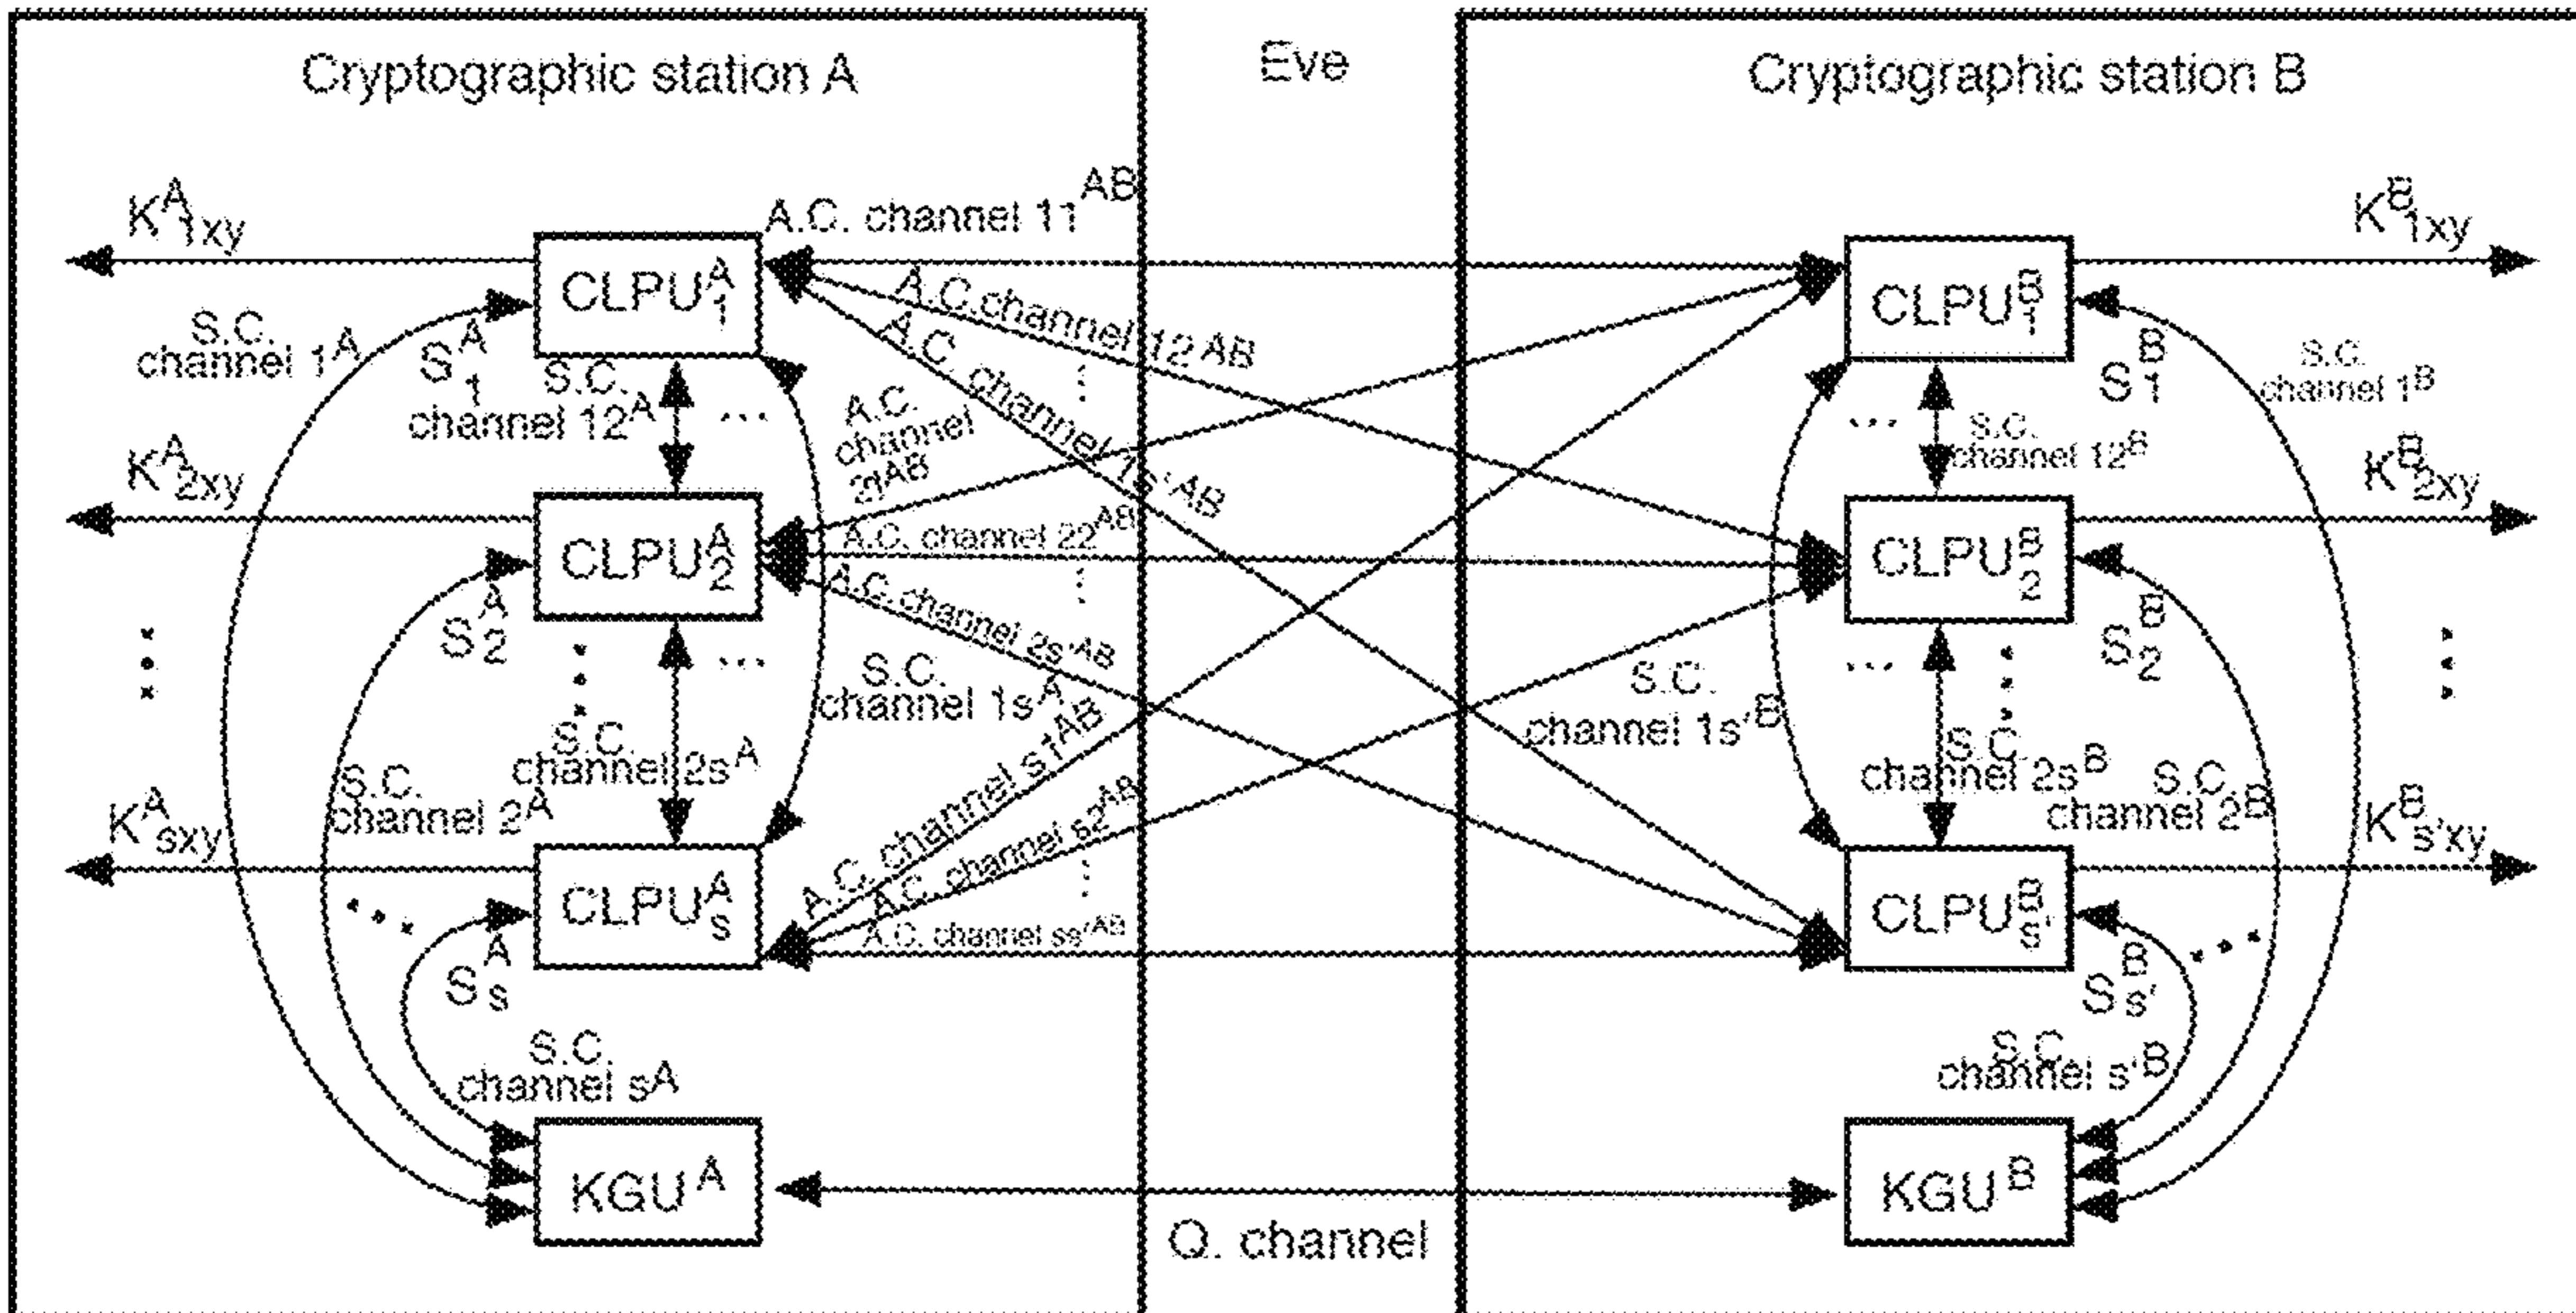 Cryptographic station A
Eve
Cryptographic station B
K^A_1xy
A.C. channel 11^AB
K^B_1xy
CLPU^A_1
CLPU^B_1
S.C.
channel 1^A
S^A_1
S.C.
channel 12^A
...
A.C.channel 12^AB
A.C. channel 1s'^AB
A.C.
channel
21^AB
S^B_1
S.C.
channel 1^B
...
S.C.
channel 12^B
K^A_2xy
K^B_2xy
CLPU^A_2
A.C. channel 22^AB
CLPU^B_2
A.C. channel 2s'^AB
S^A_2
...
S.C.
channel 1s^A
S.C.
channel 1s'^B
...
S^B_2
S.C.
channel 2s^A
S.C.
channel 2^A
A.C. channel s1^AB
A.C. channel s2^AB
S.C.
channel 2s^B
S.C.
channel 2^B
K^A_sxy
K^B_s'xy
CLPU^A_s
A.C. channel ss'^AB
CLPU^B_s'
S^A_s
S^B_s'
S.C.
channel s^A
S.C.
channel s'^B
KGU^A
KGU^B
Q. channel